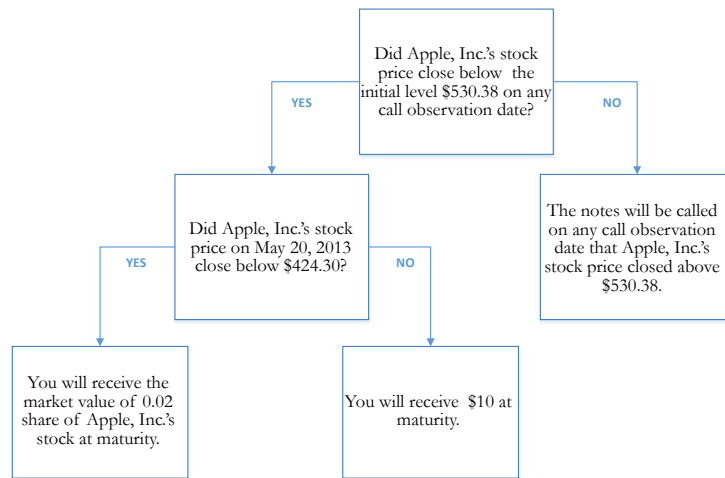 Did Apple, Inc.'s stock
price close below the
initial level $530.38 on any
call observation date?
YES
NO
Did Apple, Inc.'s stock
price on May 20, 2013
close below $424.30?
The notes will be called
on any call observation
date that Apple, Inc.'s
stock price closed above
$530.38.
YES
NO
You will receive the
market value of 0.02
share of Apple, Inc.'s
stock at maturity.
You will receive $10 at
maturity.